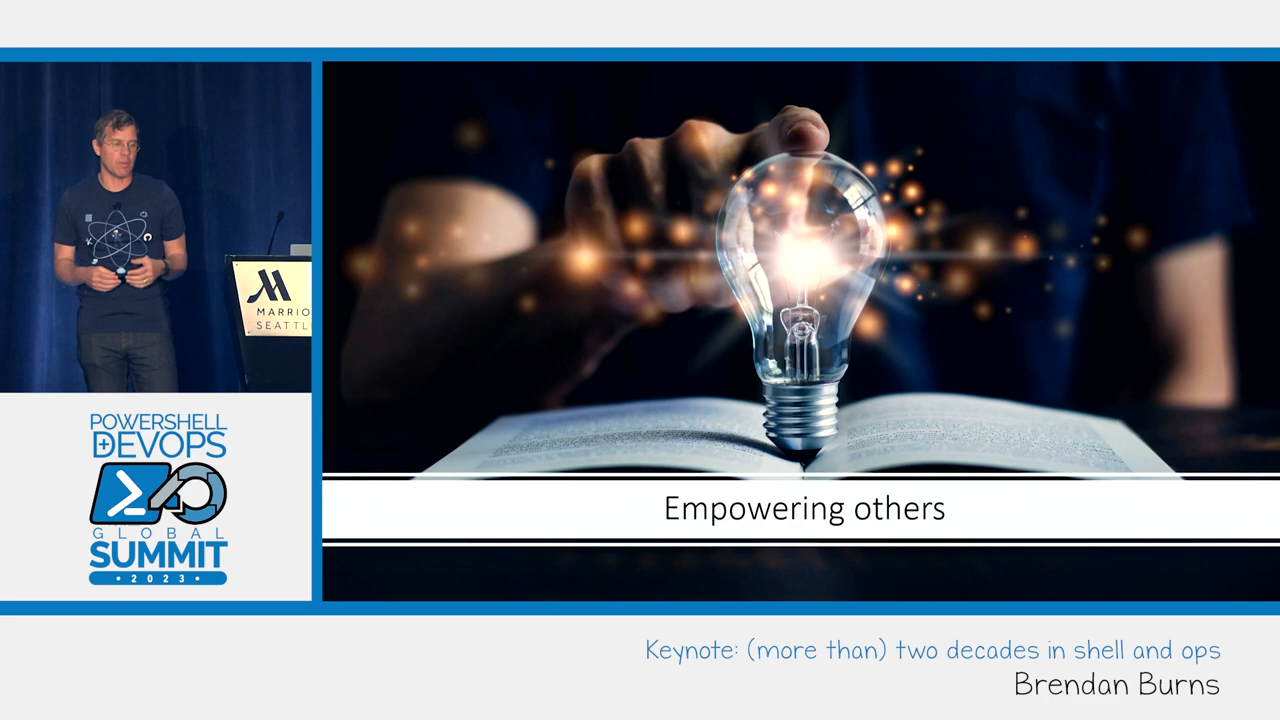 MARRIO
SEATTL
POWERSHELL
DEVOPS
GLOBAL
SUMMIT
• 2023 •
Empowering others
Keynote: (more than) two decades in shell and ops
Brendan Burns